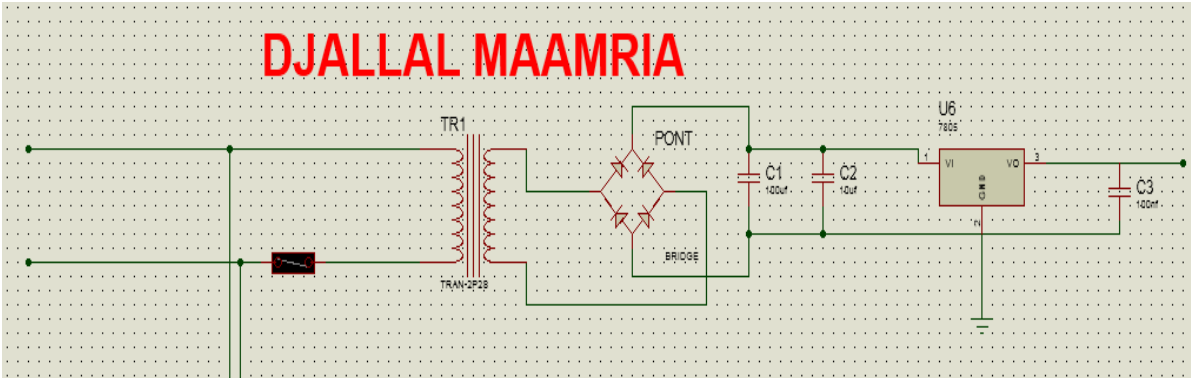 DJALLAL MAAMRIA
TR1
TRAN-2P2S
PONT
BRIDGE
C1
100uf
C2
10uf
U6
7805
1
VI
VO
3
GND
2
C3
100nf